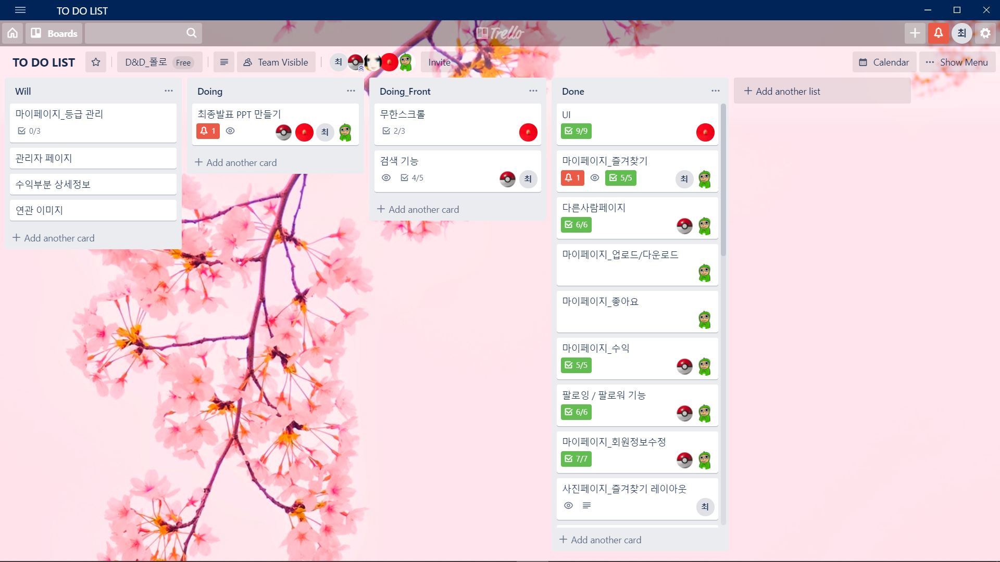 TO DO LIST
Boards
Trello
최
TO DO LIST
D&D_폴로 Free
Team Visible
최
Invite
Calendar
Show Menu
Will
마이페이지_등급 관리
0/3
관리자 페이지
수익부분 상세정보
연관 이미지
Add another card
Doing
최종발표 PPT 만들기
1
최
Add another card
Doing_Front
무한스크롤
2/3
검색 기능
4/5
최
Add another card
Done
UI
9/9
마이페이지_즐겨찾기
1 5/5
최
다른사람페이지
6/6
마이페이지_업로드/다운로드
마이페이지_좋아요
마이페이지_수익
5/5
팔로잉 / 팔로워 기능
6/6
마이페이지_회원정보수정
7/7
사진페이지_즐겨찾기 레이아웃
최
Add another card
Add another list